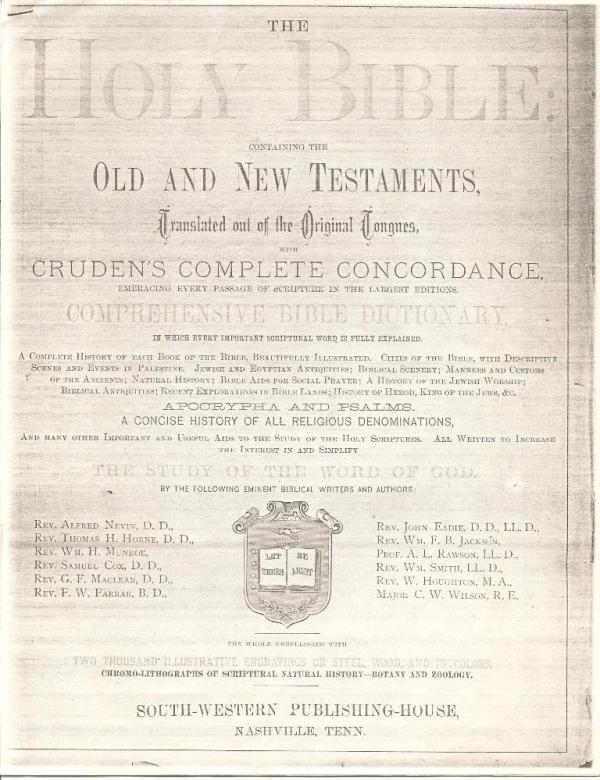 THE
HOLY BIBLE:
CONTAINING THE
OLD AND NEW TESTAMENTS,
Translated out of the Original Tongues,
WITH
CRUDEN'S COMPLETE CONCORDANCE,
EMBRACING EVERY PASSAGE OF SCRIPTURE IN THE LARGEST EDITIONS.
COMPREHENSIVE BIBLE DICTIONARY,
IN WHICH EVERY IMPORTANT SCRIPTURAL WORD IS FULLY EXPLAINED.
A COMPLETE HISTORY OF EACH BOOK OF THE BIBLE, BEAUTIFULLY ILLUSTRATED. CITIES OF THE BIBLE, WITH DESCRIPTIVE
SCENES AND EVENTS IN PALESTINE. JEWISH AND EGYPTIAN ANTIQUITIES; BIBLICAL SCENERY; MANNERS AND CUSTOMS
OF THE ANCIENTS; NATURAL HISTORY; BIBLE AIDS FOR SOCIAL PRAYER; A HISTORY OF THE JEWISH WORSHIP;
BIBLICAL ANTIQUITIES; RECENT EXPLORATIONS IN BIBLE LANDS; HISTORY OF HEROD, KING OF THE JEWS, &C.
APOCRYPHA AND PSALMS.
A CONCISE HISTORY OF ALL RELIGIOUS DENOMINATIONS,
AND MANY OTHER IMPORTANT AND USEFUL AIDS TO THE STUDY OF THE HOLY SCRIPTURES. ALL WRITTEN TO INCREASE
THE INTEREST IN AND SIMPLIFY
THE STUDY OF THE WORD OF GOD.
BY THE FOLLOWING EMINENT BIBLICAL WRITERS AND AUTHORS:
REV. ALFRED NEVIN, D. D.,
REV. THOMAS H. HORNE, D. D.,
REV. WM. H. MUNROE,
REV. SAMUEL COX, D. D.,
REV. G. F. MACLEAR, D. D.,
REV. F. W. FARRAR, B. D.,
LET BE
THERE LIGHT
REV. JOHN EADIE, D. D., LL. D.,
REV. WM. F. B. JACKSON,
PROF. A. L. RAWSON, LL. D.,
REV. WM. SMITH, LL. D.,
REV. W. HOUGHTON, M. A.,
MAJOR C. W. WILSON, R. E.,
THE WHOLE EMBELLISHED WITH
TWO THOUSAND ILLUSTRATIVE ENGRAVINGS ON STEEL, WOOD, AND IN COLORS.
CHROMO-LITHOGRAPHS OF SCRIPTURAL NATURAL HISTORY--BOTANY AND ZOOLOGY.
SOUTH-WESTERN PUBLISHING-HOUSE,
NASHVILLE, TENN.